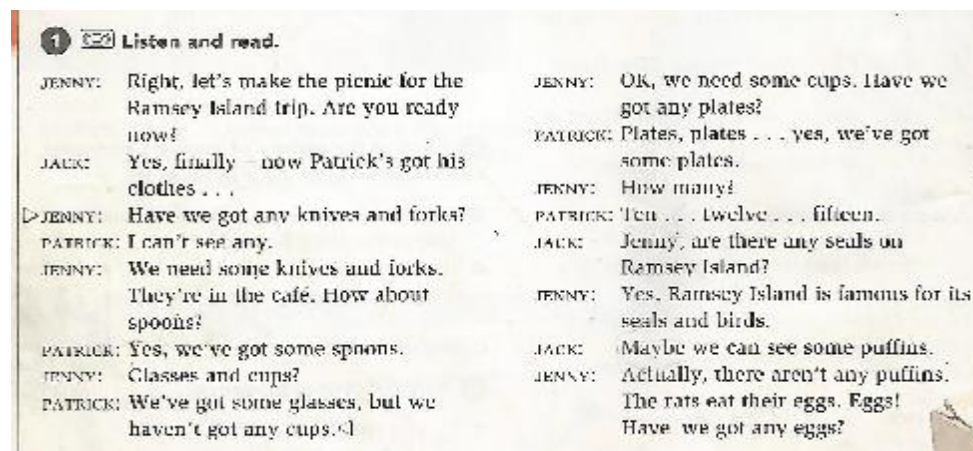 1 Listen and read.
JENNY: Right, let's make the picnic for the
Ramsey Island trip. Are you ready
now?
JACK: Yes, finally – now Patrick's got his
clothes . . .
▷JENNY: Have we got any knives and forks?
PATRICK: I can't see any.
JENNY: We need some knives and forks.
They're in the café. How about
spoons?
PATRICK: Yes, we've got some spoons.
JENNY: Glasses and cups?
PATRICK: We've got some glasses, but we
haven't got any cups.◁
JENNY: OK, we need some cups. Have we
got any plates?
PATRICK: Plates, plates . . . yes, we've got
some plates.
JENNY: How many?
PATRICK: Ten . . . twelve . . . fifteen.
JACK: Jenny, are there any seals on
Ramsey Island?
JENNY: Yes. Ramsey Island is famous for its
seals and birds.
JACK: Maybe we can see some puffins.
JENNY: Actually, there aren't any puffins.
The rats eat their eggs. Eggs!
Have we got any eggs?